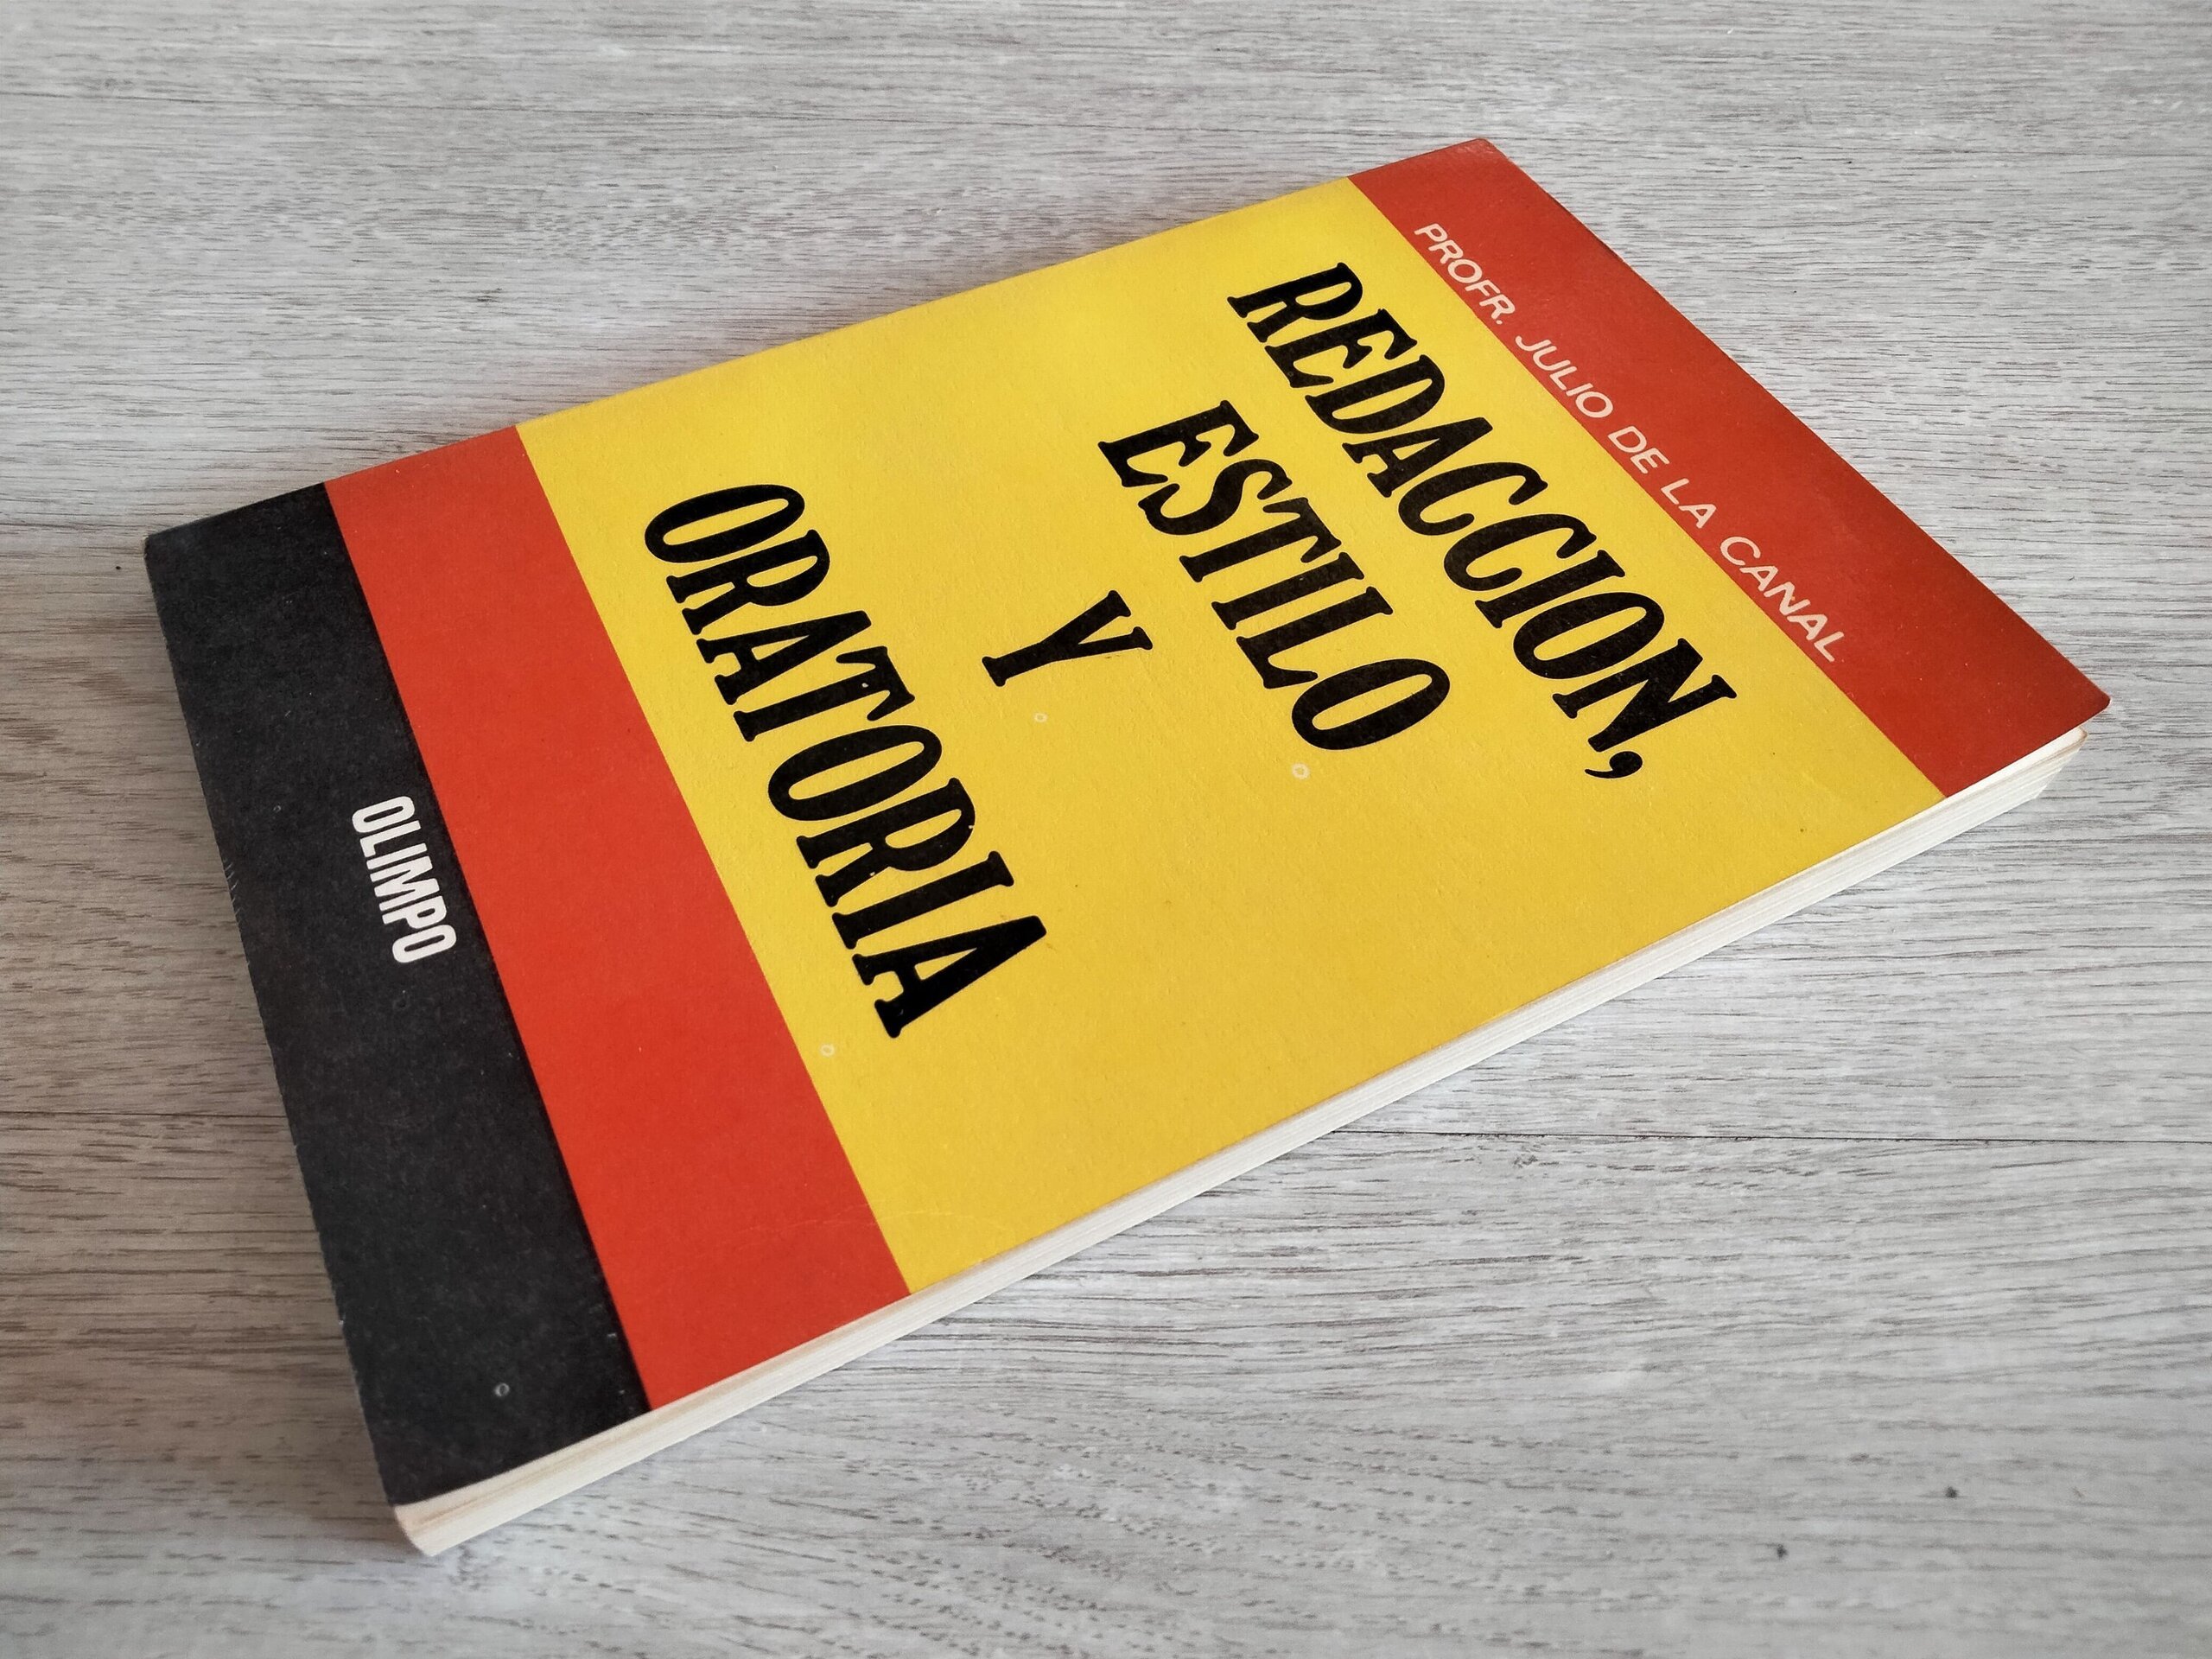 PROFR. JULIO DE LA CANAL
REDACCION,
ESTILO
Y
ORATORIA
OLIMPO